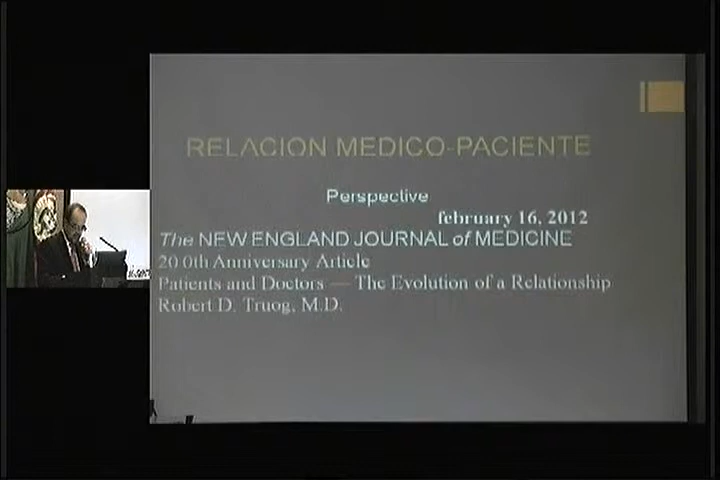 RELACION MEDICO-PACIENTE
Perspective
february 16, 2012
The NEW ENGLAND JOURNAL of MEDICINE
20 0th Anniversary Article
Patients and Doctors — The Evolution of a Relationship
Robert D. Truog, M.D.